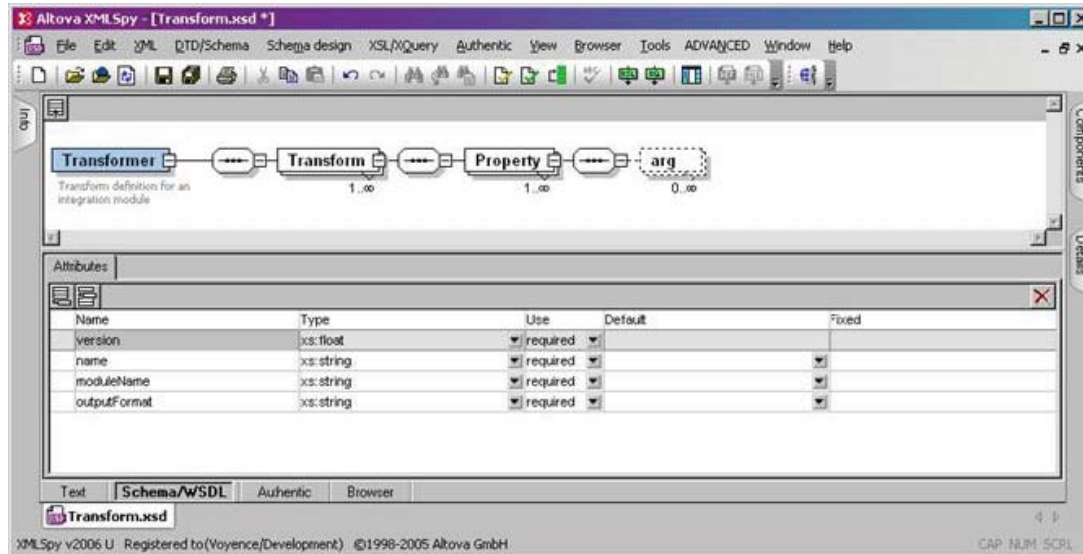 Altova XMLSpy - [Transform.xsd *]
File Edit XML DTD/Schema Schema design XSL/XQuery Authentic View Browser Tools ADVANCED Window Help
Info
Components
Details
Transformer Transform Property arg
1..∞ 1..∞ 0..∞
Transform definition for an
integration module
Attributes
Name Type Use Default Fixed
version xs:float required
name xs:string required
moduleName xs:string required
outputFormat xs:string required
Text Schema/WSDL Authentic Browser
Transform.xsd
XMLSpy v2006 U Registered to(Voyence/Development) ©1998-2005 Altova GmbH CAP NUM SCRL